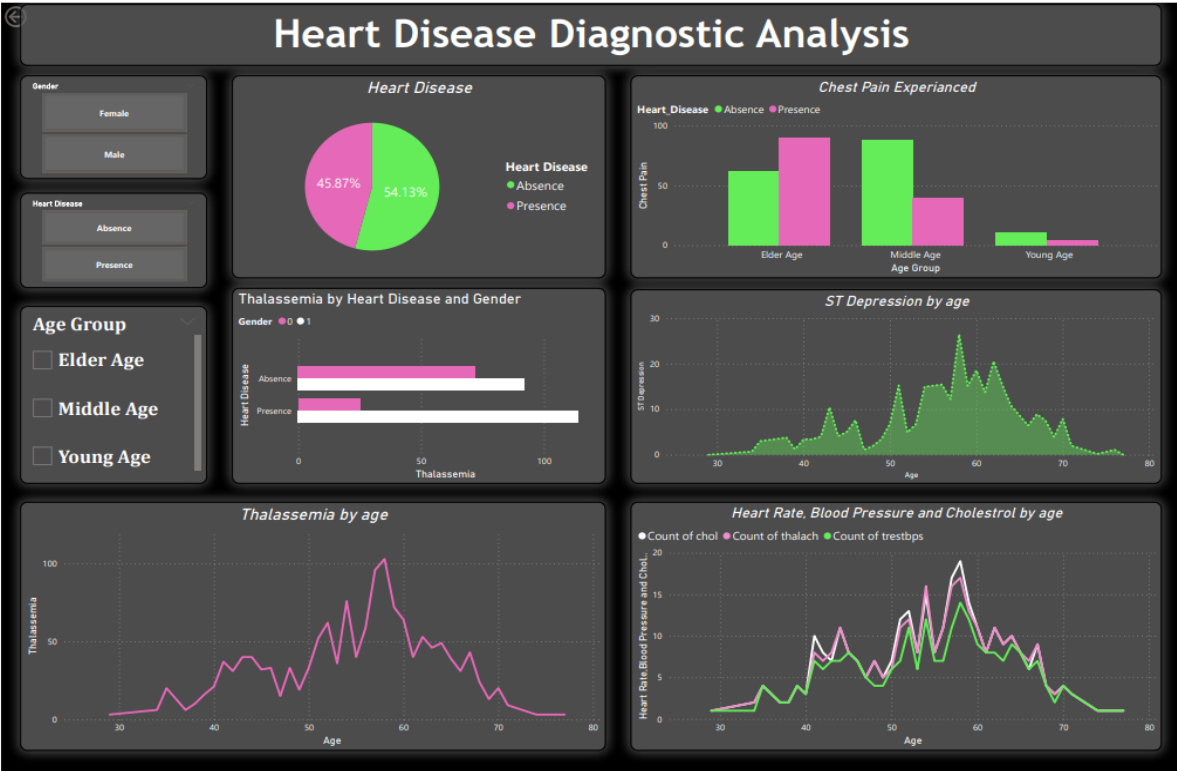 Heart Disease Diagnostic Analysis
Gender
Female
Male
Heart Disease
Absence
Presence
Age Group
Elder Age
Middle Age
Young Age
Heart Disease
45.87%
54.13%
Heart Disease
Absence
Presence
Chest Pain Experianced
Heart_Disease Absence Presence
Chest Pain
100
50
0
Elder Age Middle Age Young Age
Age Group
Thalassemia by Heart Disease and Gender
Gender 0 1
Heart Disease
Absence
Presence
0 50 100
Thalassemia
ST Depression by age
ST Depression
30
20
10
0
30 40 50 60 70 80
Age
Thalassemia by age
Thalassemia
100
50
0
30 40 50 60 70 80
Age
Heart Rate, Blood Pressure and Cholestrol by age
Count of chol Count of thalach Count of trestbps
Heart Rate,Blood Pressure and Chol...
20
15
10
5
0
30 40 50 60 70 80
Age